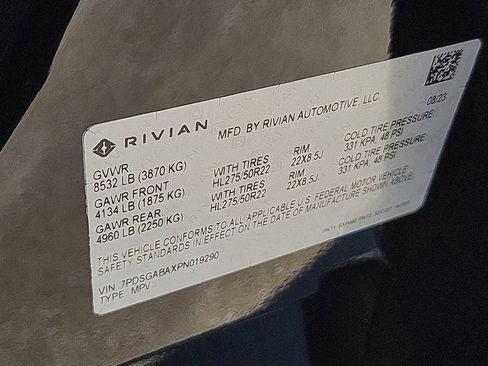 RIVIAN MFD. BY RIVIAN AUTOMOTIVE, LLC 08/23
GVWR
8532 LB (3870 KG)
GAWR FRONT WITH TIRES RIM COLD TIRE PRESSURE
4134 LB (1875 KG) HL275/50R22 22X8.5J 331 KPA, 48 PSI
GAWR REAR WITH TIRES RIM COLD TIRE PRESSURE
4960 LB (2250 KG) HL275/50R22 22X8.5J 331 KPA, 48 PSI
THIS VEHICLE CONFORMS TO ALL APPLICABLE U.S. FEDERAL MOTOR VEHICLE
SAFETY STANDARDS IN EFFECT ON THE DATE OF MANUFACTURE SHOWN ABOVE.
VIN: 7PDSGABAXPN019290
TYPE: MPV